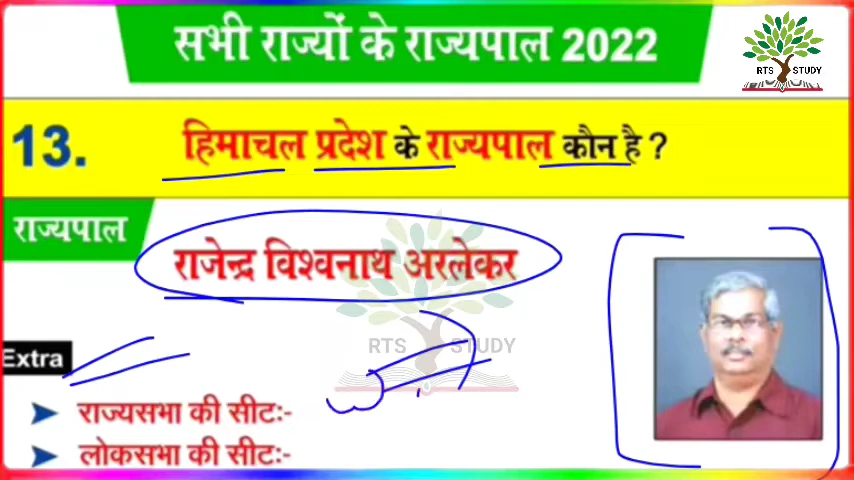 सभी राज्यों के राज्यपाल 2022
RTS STUDY
13. हिमाचल प्रदेश के राज्यपाल कौन है ?
राज्यपाल
राजेन्द्र विश्वनाथ अरलेकर
RTS STUDY
Extra
राज्यसभा की सीटः-
लोकसभा की सीटः-